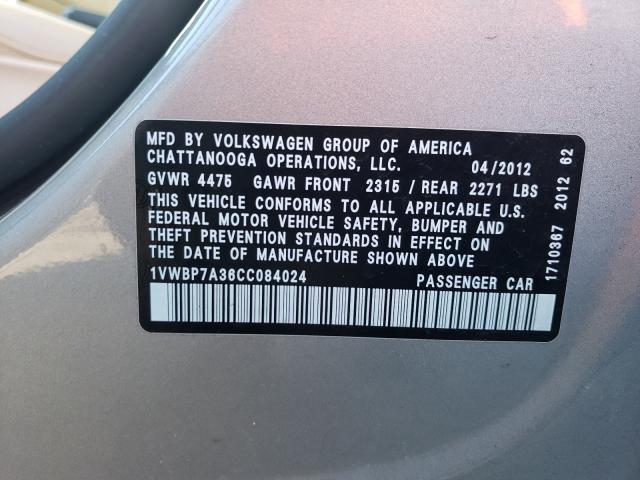 MFD BY VOLKSWAGEN GROUP OF AMERICA
CHATTANOOGA OPERATIONS, LLC. 04/2012
GVWR 4475 GAWR FRONT 2315 / REAR 2271 LBS
THIS VEHICLE CONFORMS TO ALL APPLICABLE U.S.
FEDERAL MOTOR VEHICLE SAFETY, BUMPER AND
THEFT PREVENTION STANDARDS IN EFFECT ON
THE DATE OF MANUFACTURE SHOWN ABOVE
1VWBP7A36CC084024 PASSENGER CAR
1710367 2012 62